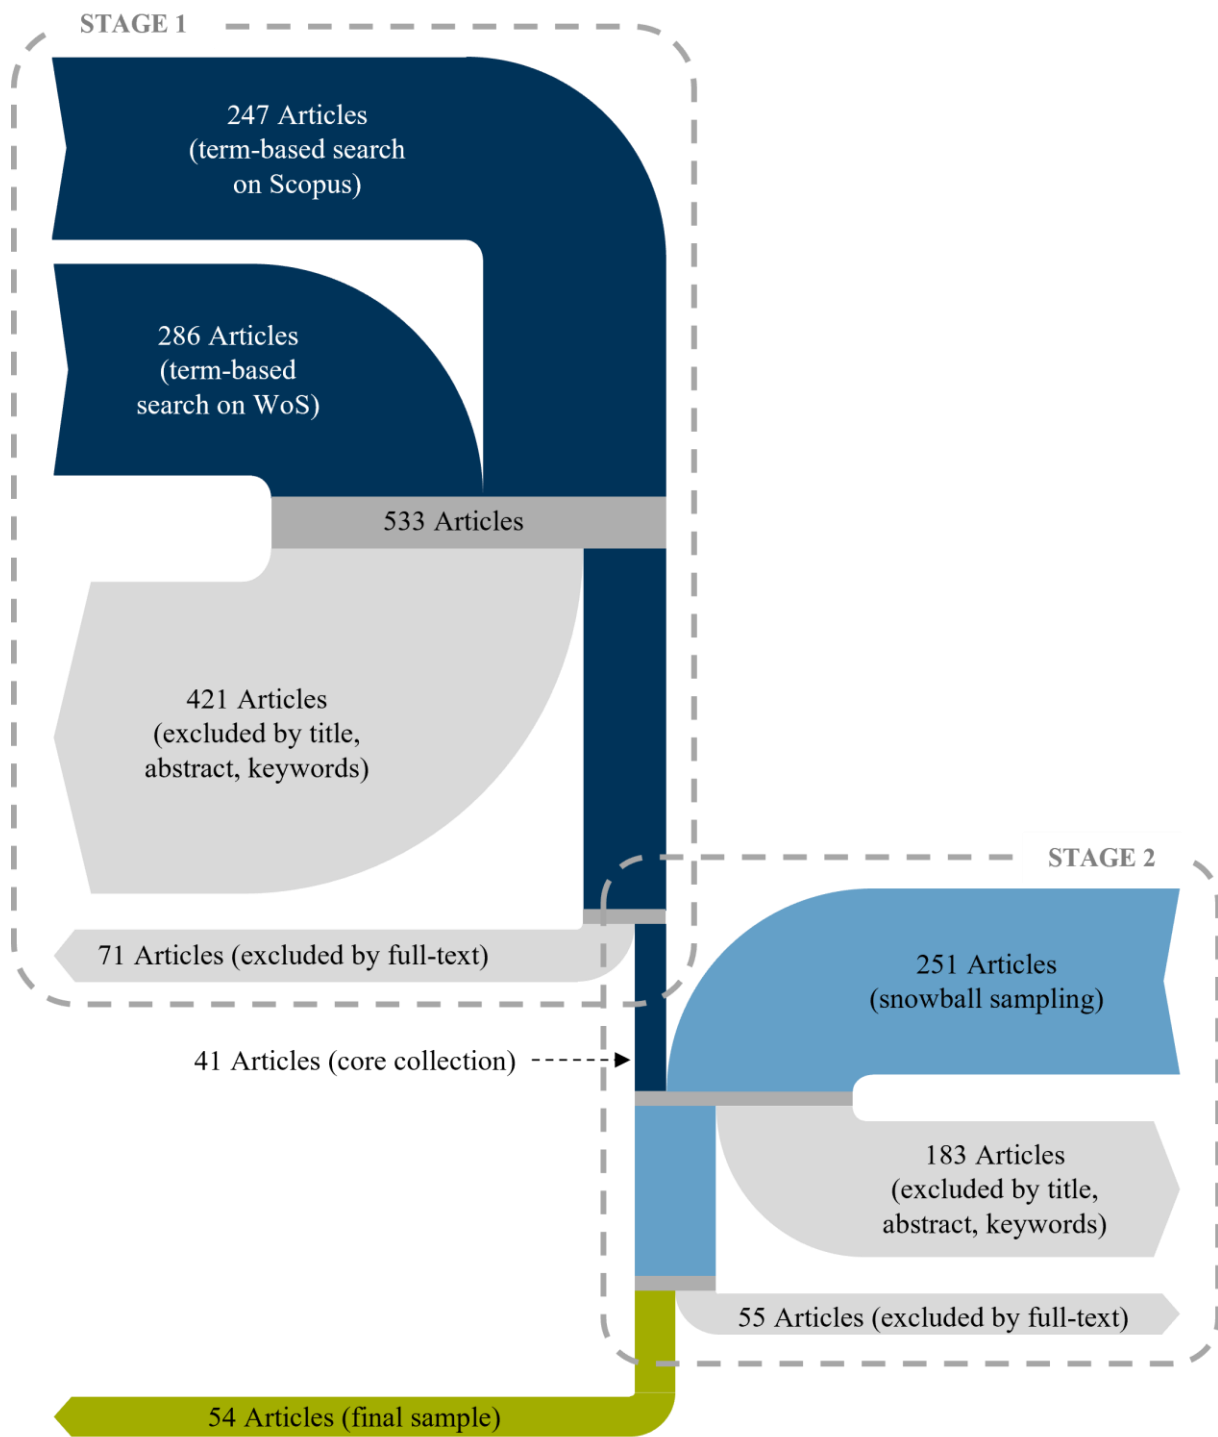 STAGE 1
247 Articles
(term-based search
on Scopus)
286 Articles
(term-based
search on WoS)
533 Articles
421 Articles
(excluded by title,
abstract, keywords)
STAGE 2
71 Articles (excluded by full-text)
251 Articles
(snowball sampling)
41 Articles (core collection)
183 Articles
(excluded by title,
abstract, keywords)
55 Articles (excluded by full-text)
54 Articles (final sample)